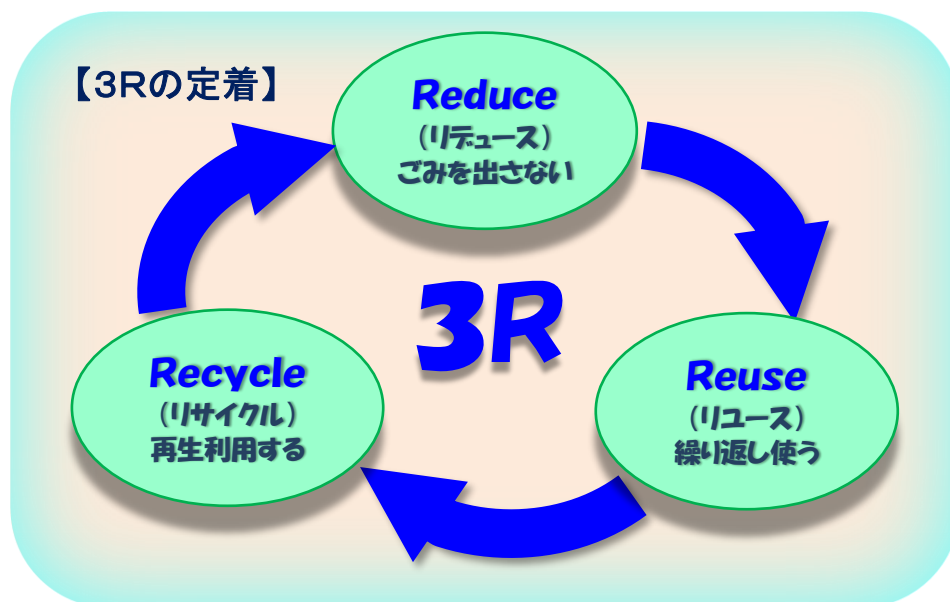 【3Rの定着】
Reduce
(リデュース)
ごみを出さない
3R
Recycle
(リサイクル)
再生利用する
Reuse
(リユース)
繰り返し使う